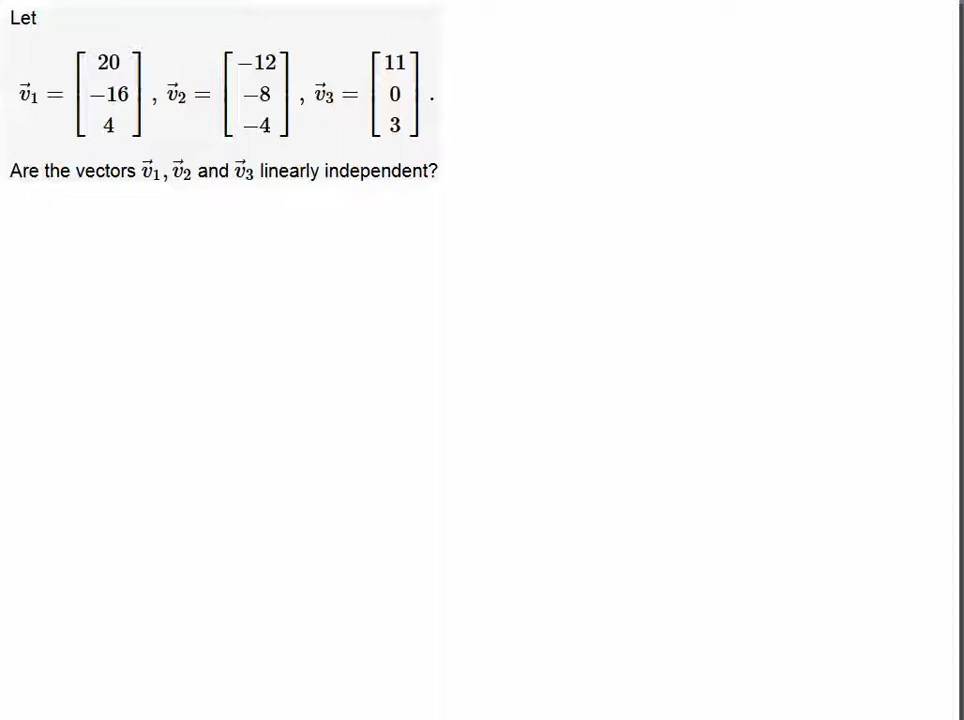 Let
v⃗₁ = [20 −16 4], v⃗₂ = [−12 −8 −4], v⃗₃ = [11 0 3].
Are the vectors v⃗₁, v⃗₂ and v⃗₃ linearly independent?